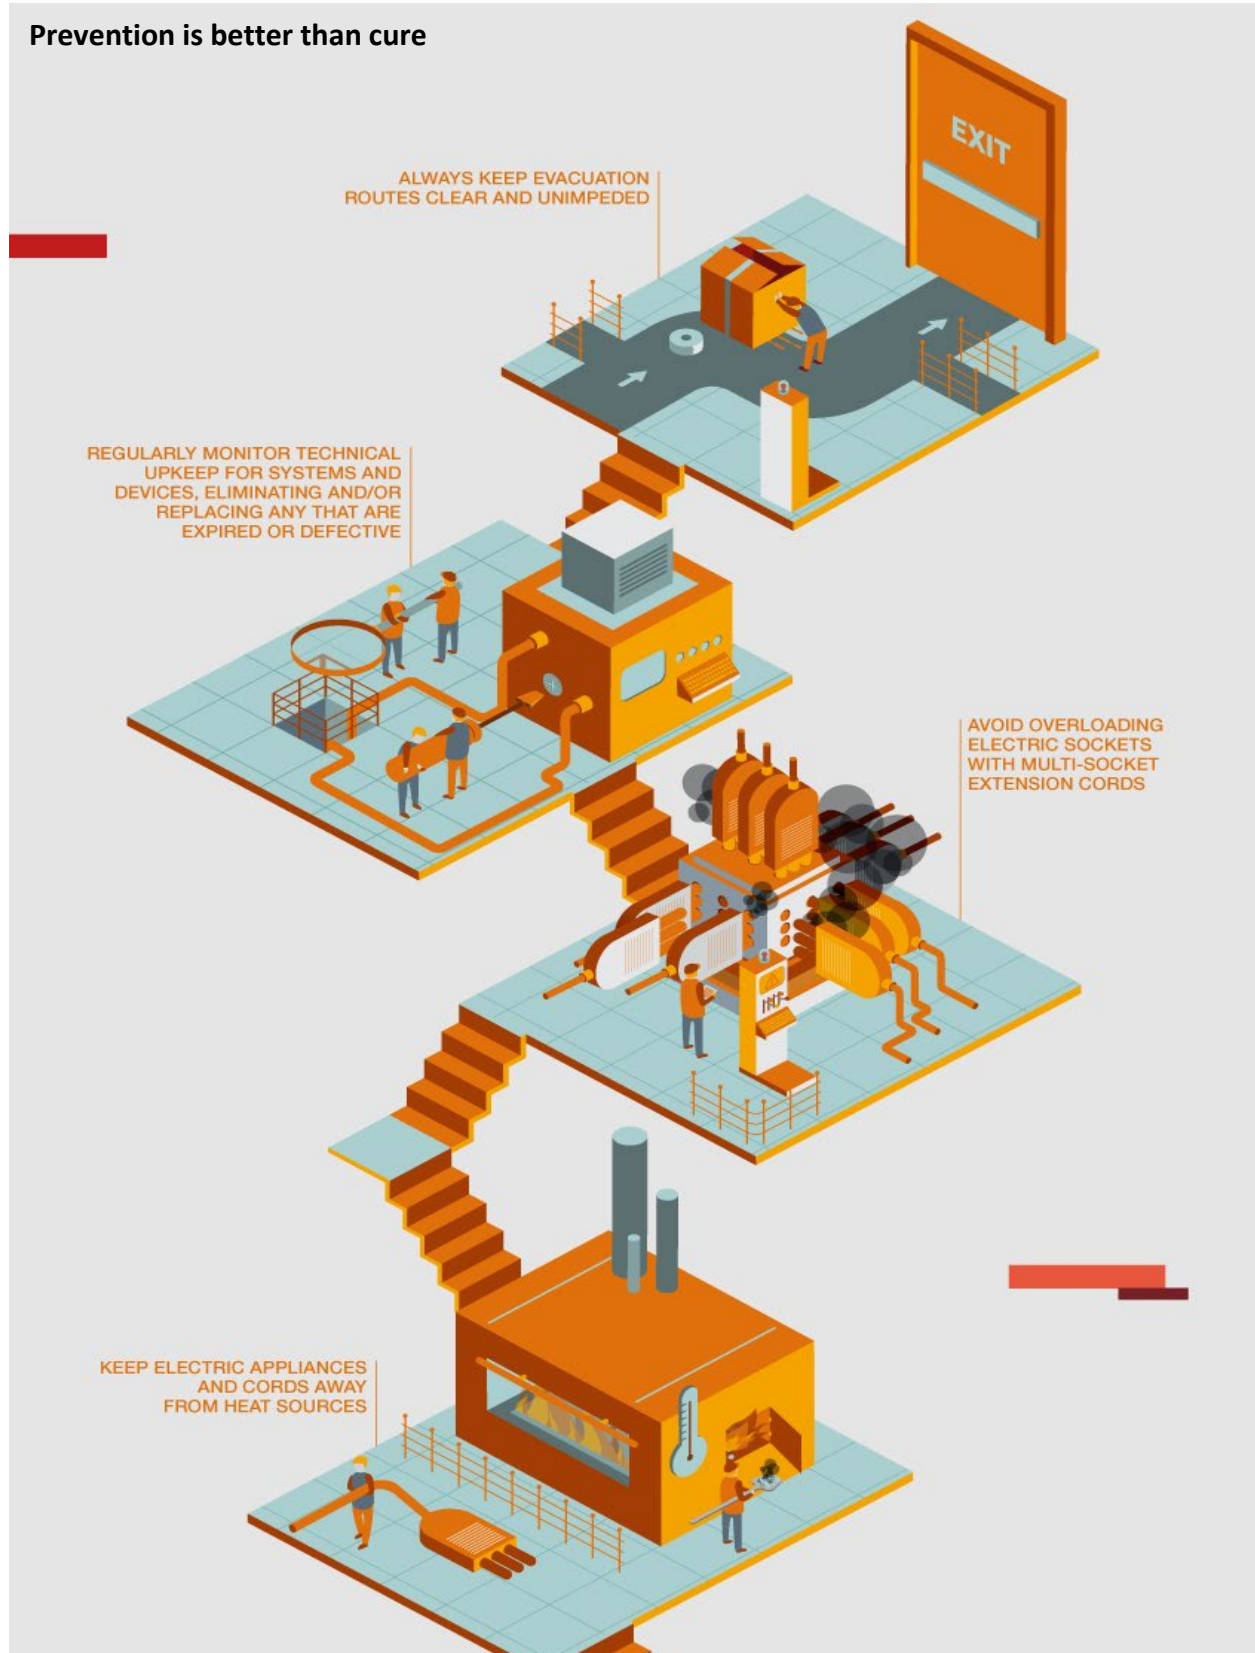 Prevention is better than cure
EXIT
ALWAYS KEEP EVACUATION
ROUTES CLEAR AND UNIMPEDED
REGULARLY MONITOR TECHNICAL
UPKEEP FOR SYSTEMS AND
DEVICES, ELIMINATING AND/OR
REPLACING ANY THAT ARE
EXPIRED OR DEFECTIVE
AVOID OVERLOADING
ELECTRIC SOCKETS
WITH MULTI-SOCKET
EXTENSION CORDS
KEEP ELECTRIC APPLIANCES
AND CORDS AWAY
FROM HEAT SOURCES